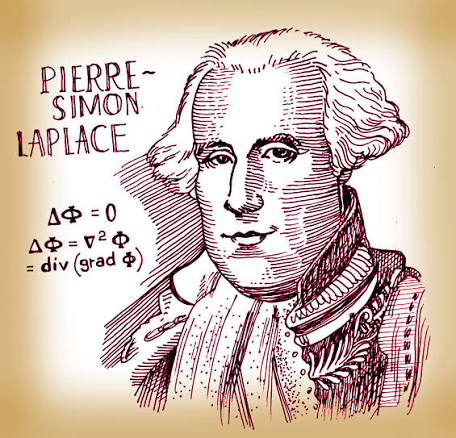 PIERRE~
SIMON
LAPLACE
ΔΦ = 0
ΔΦ = ∇² Φ
= div (grad Φ)